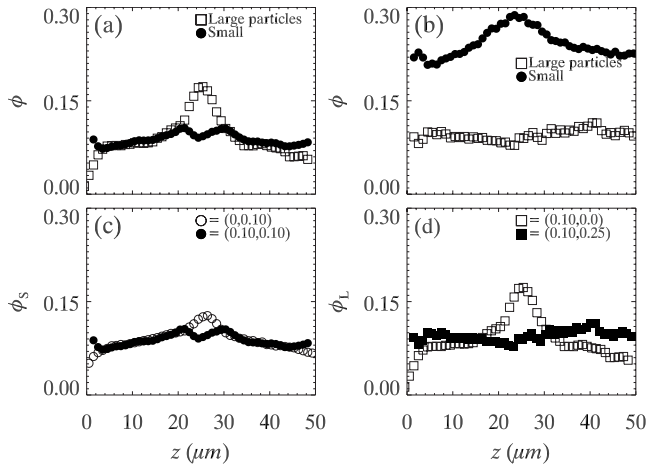 0.30
(a)
□ Large particles
● Small
ϕ
0.15
0.00
0.30
(b)
□ Large particles
● Small
ϕ
0.15
0.00
0.30
(c)
○ = (0,0.10)
● = (0.10,0.10)
ϕS
0.15
0.00
0 10 20 30 40 50
z (μm)
0.30
(d)
□ = (0.10,0.0)
■ = (0.10,0.25)
ϕL
0.15
0.00
0 10 20 30 40 50
z (μm)